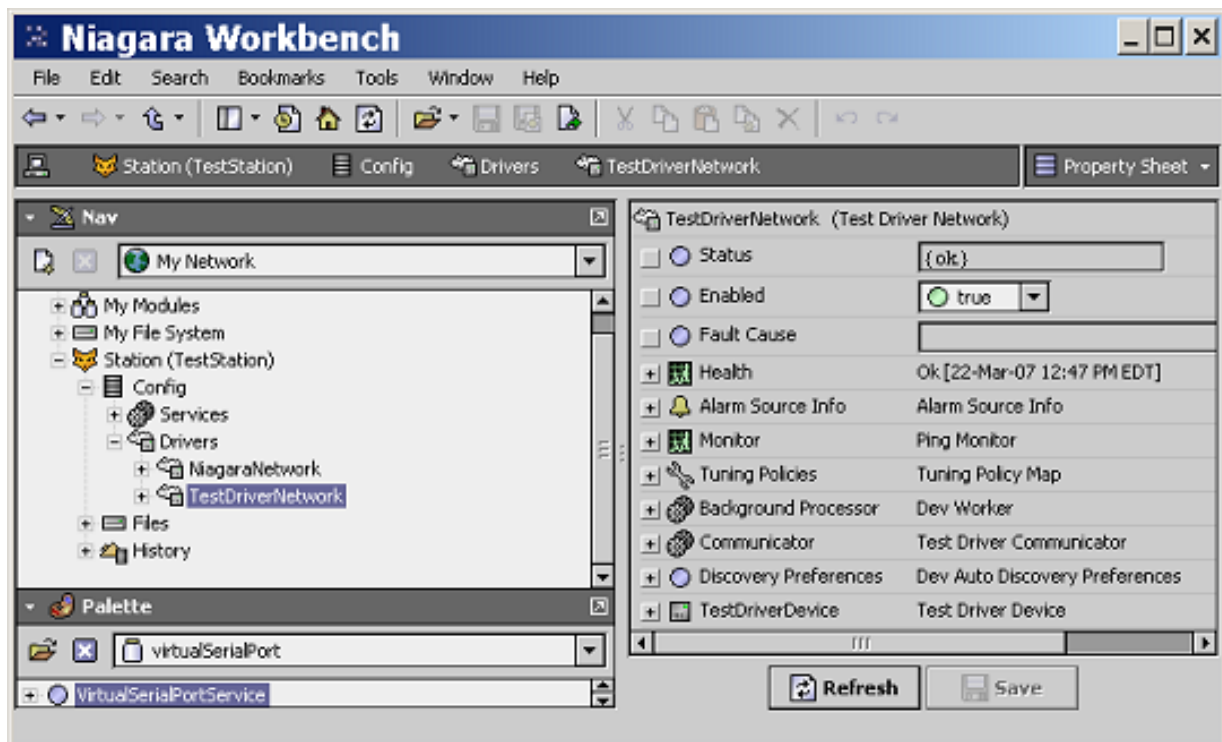 Niagara Workbench
File Edit Search Bookmarks Tools Window Help
Station (TestStation) Config Drivers TestDriverNetwork Property Sheet
Nav
My Network
My Modules
My File System
Station (TestStation)
Config
Services
Drivers
NiagaraNetwork
TestDriverNetwork
Files
History
Palette
virtualSerialPort
VirtualSerialPortService
TestDriverNetwork (Test Driver Network)
Status {ok}
Enabled true
Fault Cause
Health Ok [22-Mar-07 12:47 PM EDT]
Alarm Source Info Alarm Source Info
Monitor Ping Monitor
Tuning Policies Tuning Policy Map
Background Processor Dev Worker
Communicator Test Driver Communicator
Discovery Preferences Dev Auto Discovery Preferences
TestDriverDevice Test Driver Device
Refresh Save